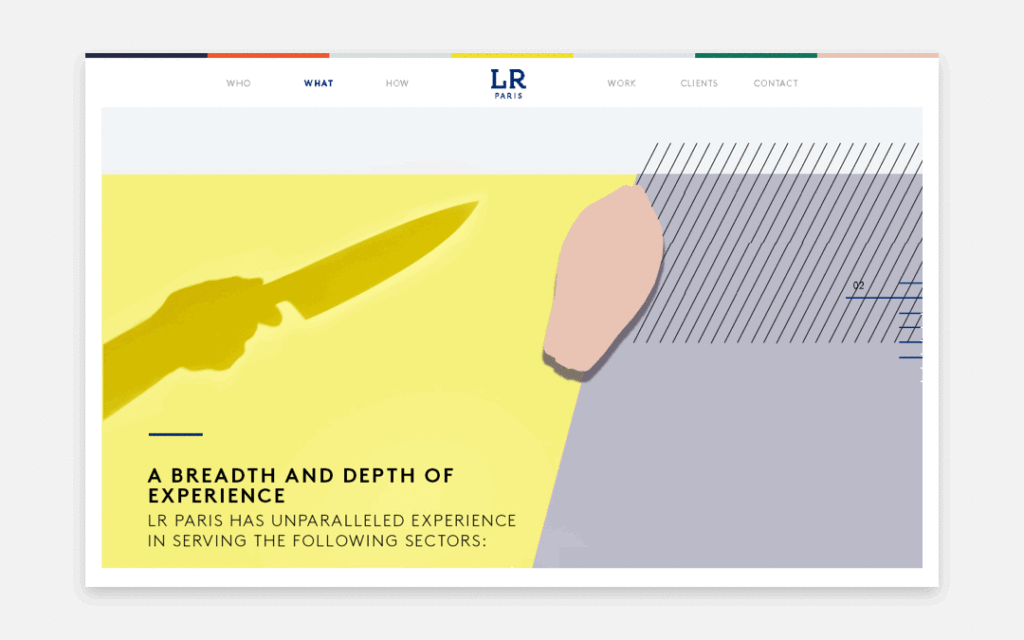 WHO
WHAT
HOW
LR
PARIS
WORK
CLIENTS
CONTACT
02
A BREADTH AND DEPTH OF
EXPERIENCE
LR PARIS HAS UNPARALLELED EXPERIENCE
IN SERVING THE FOLLOWING SECTORS: